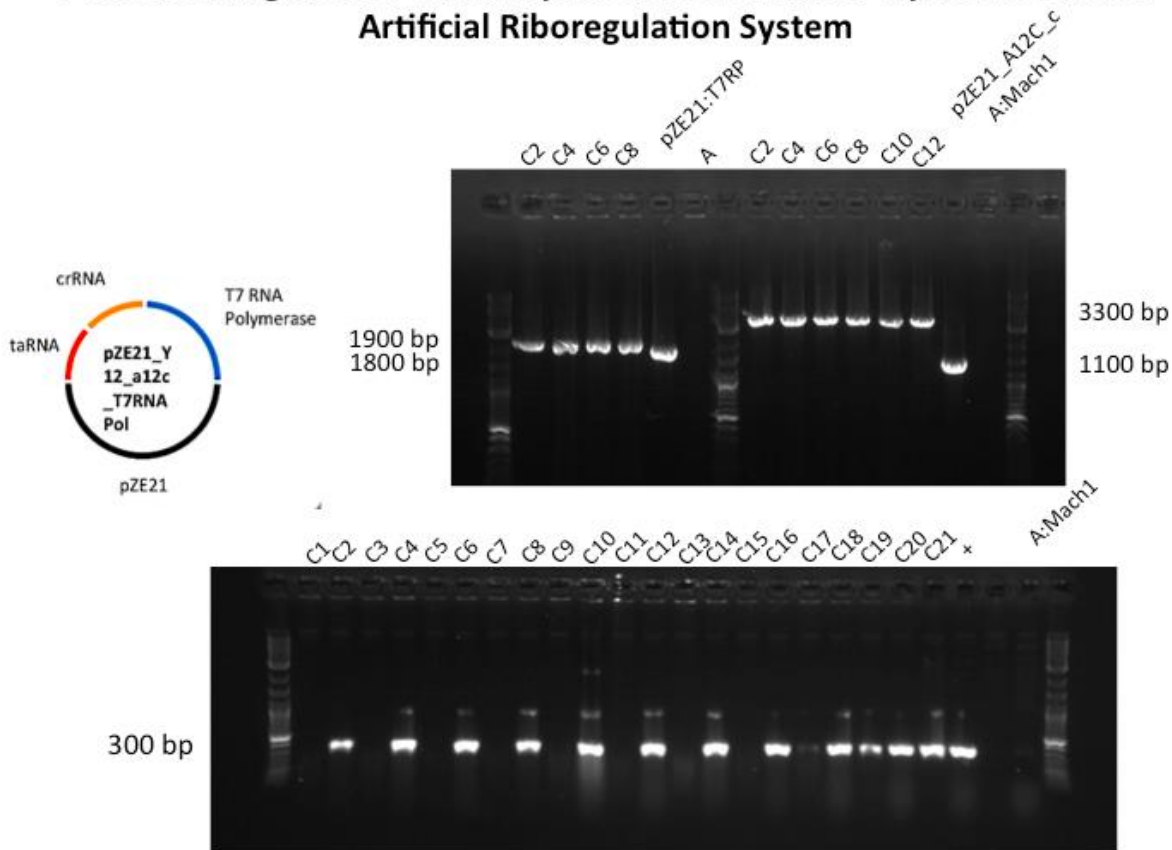 Artificial Riboregulation System
C2 C4 C6 C8 pZE21:T7RP A C2 C4 C6 C8 C10 C12 pZE21_A12C_c A:Mach1
crRNA
T7 RNA
Polymerase
taRNA
pZE21_Y
12_a12c
_T7RNA
Pol
pZE21
1900 bp
1800 bp
3300 bp
1100 bp
C1 C2 C3 C4 C5 C6 C7 C8 C9 C10 C11 C12 C13 C14 C15 C16 C17 C18 C19 C20 C21 + A:Mach1
300 bp